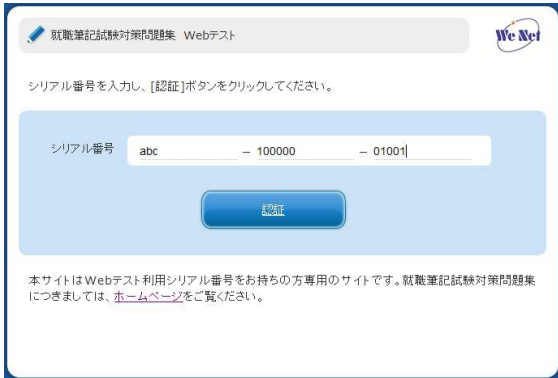 就職筆記試験対策問題集 Webテスト
We Net
シリアル番号を入力し、[認証]ボタンをクリックしてください。
シリアル番号 abc – 100000 – 01001
認証
本サイトはWebテスト利用シリアル番号をお持ちの方専用のサイトです。就職筆記試験対策問題集
につきましては、ホームページをご覧ください。